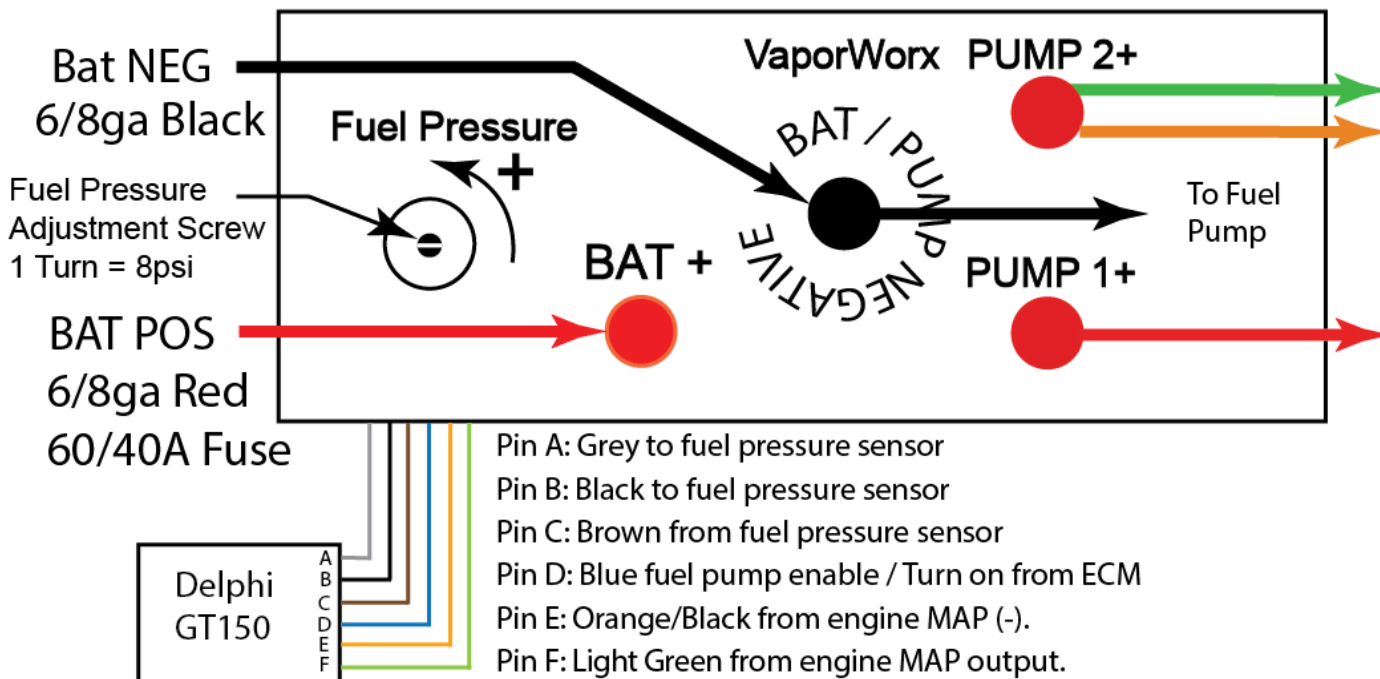 Bat NEG
6/8ga Black
Fuel Pressure
Adjustment Screw
1 Turn = 8psi
BAT POS
6/8ga Red
60/40A Fuse
Fuel Pressure
+
BAT +
VaporWorx
BAT / PUMP NEGATIVE
PUMP 2+
To Fuel
Pump
PUMP 1+
Delphi
GT150
A
B
C
D
E
F
Pin A: Grey to fuel pressure sensor
Pin B: Black to fuel pressure sensor
Pin C: Brown from fuel pressure sensor
Pin D: Blue fuel pump enable / Turn on from ECM
Pin E: Orange/Black from engine MAP (-).
Pin F: Light Green from engine MAP output.